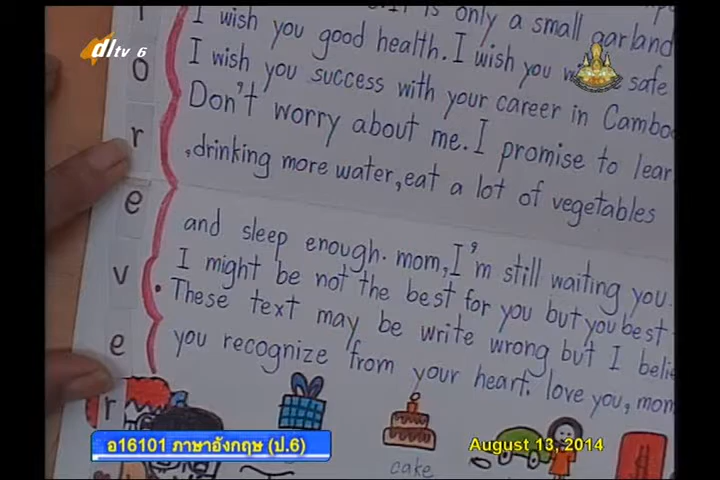 is only a small garland
I wish you good health. I wish you safe
I wish you success with your career in
Don't worry about me. I promise to
,drinking more water, eat a lot of vegetables
and sleep enough. mom, I'm still waiting you.
I might be not the best for you but you best
These text may be write wrong but I
you recognize from your heart. love you, mom
o
r
e
v
e
r
cake
dltv 6
อ16101 ภาษาอังกฤษ (ป.6)
August 13, 2014